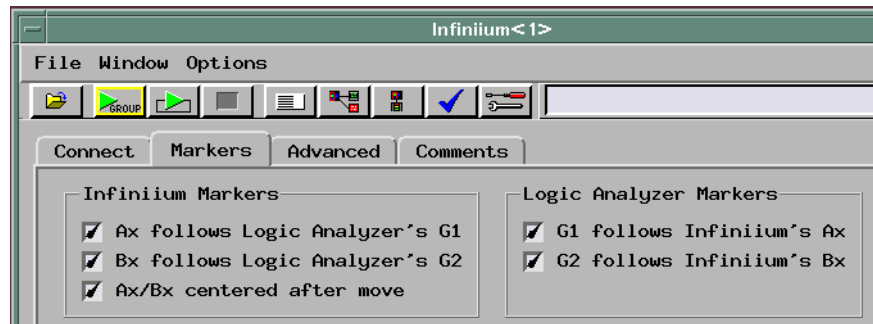 Infiniium<1>
File Window Options
GROUP
Connect Markers Advanced Comments
Infiniium Markers
Ax follows Logic Analyzer's G1
Bx follows Logic Analyzer's G2
Ax/Bx centered after move
Logic Analyzer Markers
G1 follows Infiniium's Ax
G2 follows Infiniium's Bx